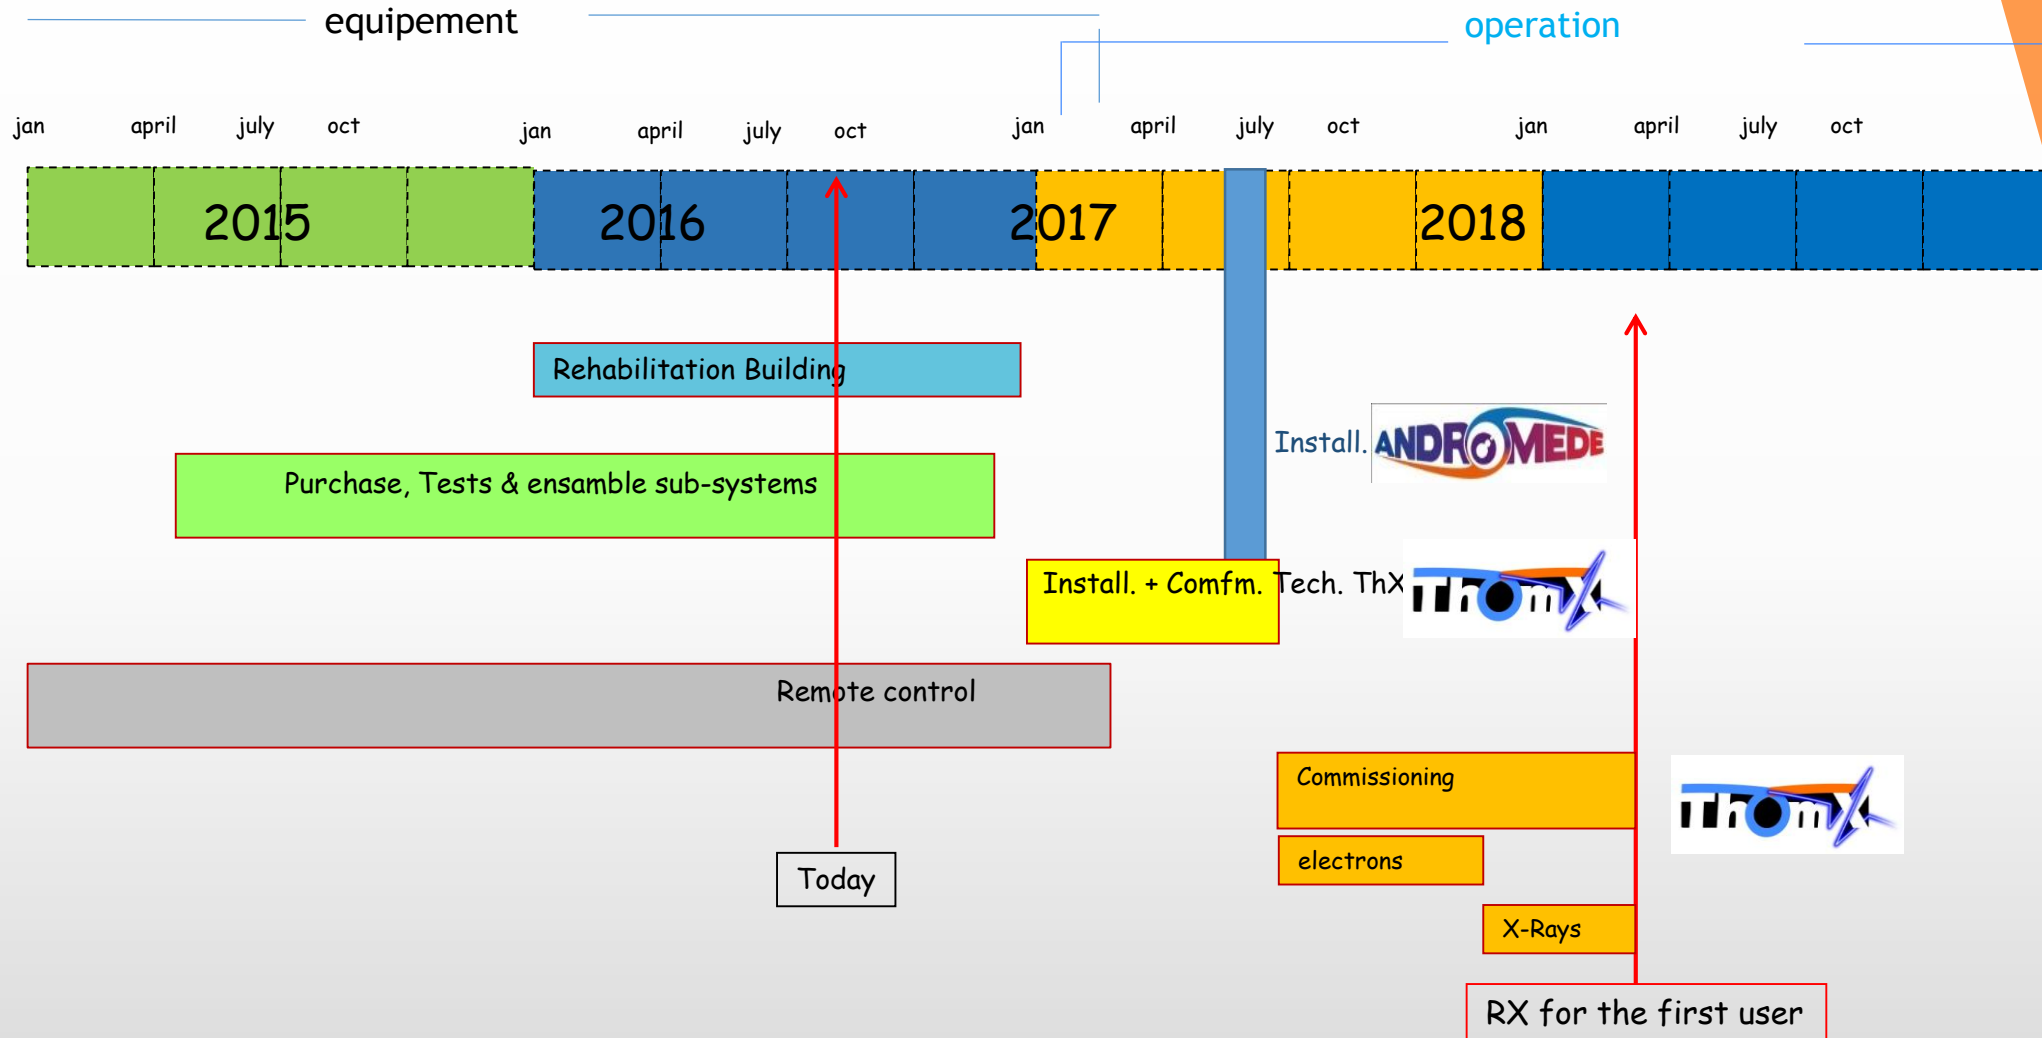 equipement
operation
jan april july oct jan april july oct jan april july oct jan april july oct
2015 2016 2017 2018
Rehabilitation Building
Install. ANDROMEDE
Purchase, Tests & ensamble sub-systems
Install. + Comfm. Tech. ThX ThomX
Remote control
Commissioning
ThomX
electrons
Today
X-Rays
RX for the first user